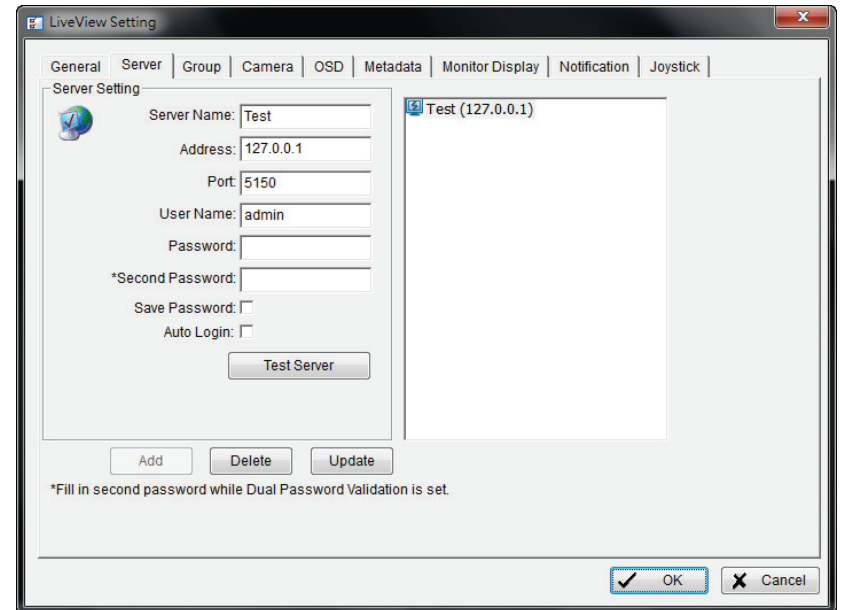 LiveView Setting
x
General Server Group Camera OSD Metadata Monitor Display Notification Joystick
Server Setting
Server Name: Test
Address: 127.0.0.1
Port: 5150
User Name: admin
Password:
*Second Password:
Save Password:
Auto Login:
Test Server
Test (127.0.0.1)
Add Delete Update
*Fill in second password while Dual Password Validation is set.
OK Cancel